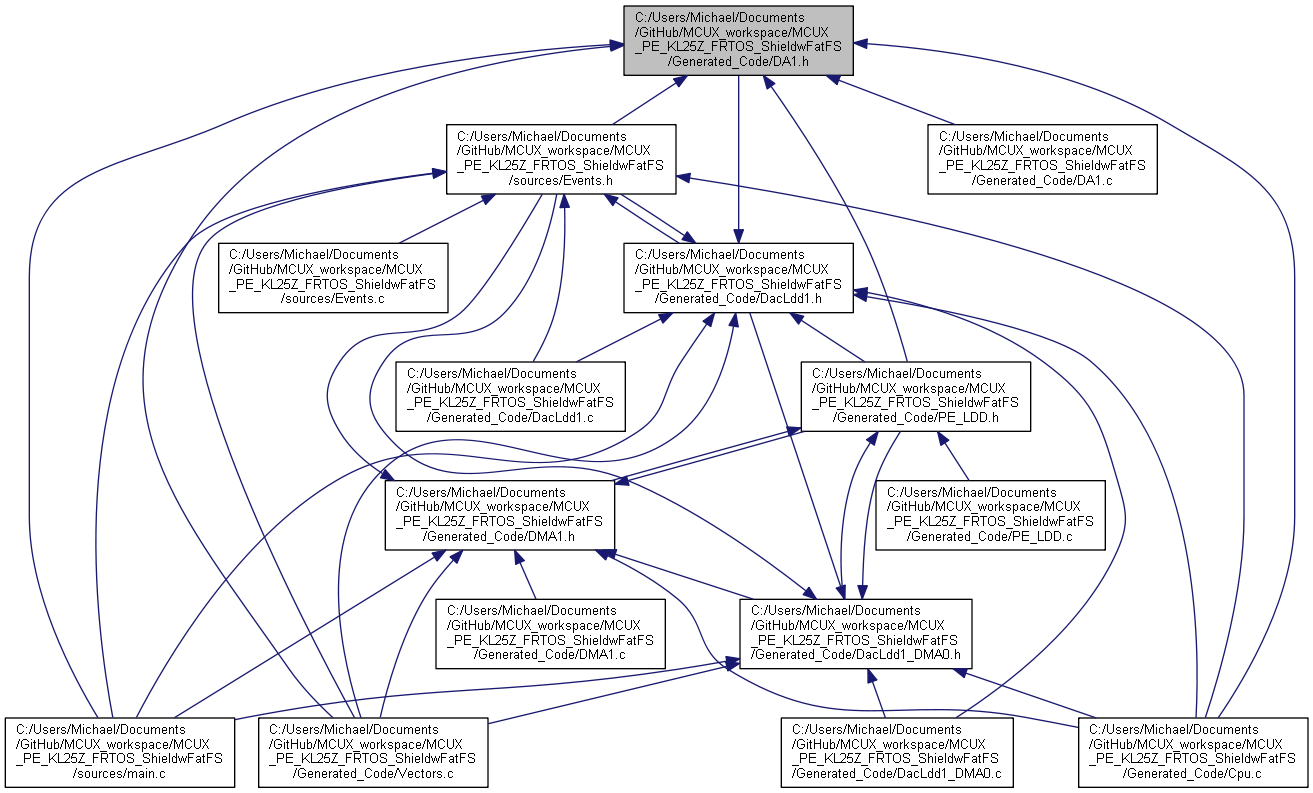 C:/Users/Michael/Documents
/GitHub/MCUX_workspace/MCUX
_PE_KL25Z_FRTOS_ShieldwFatFS
/Generated_Code/DA1.h
C:/Users/Michael/Documents
/GitHub/MCUX_workspace/MCUX
_PE_KL25Z_FRTOS_ShieldwFatFS
/sources/Events.h
C:/Users/Michael/Documents
/GitHub/MCUX_workspace/MCUX
_PE_KL25Z_FRTOS_ShieldwFatFS
/Generated_Code/DA1.c
C:/Users/Michael/Documents
/GitHub/MCUX_workspace/MCUX
_PE_KL25Z_FRTOS_ShieldwFatFS
/sources/Events.c
C:/Users/Michael/Documents
/GitHub/MCUX_workspace/MCUX
_PE_KL25Z_FRTOS_ShieldwFatFS
/Generated_Code/DacLdd1.h
C:/Users/Michael/Documents
/GitHub/MCUX_workspace/MCUX
_PE_KL25Z_FRTOS_ShieldwFatFS
/Generated_Code/DacLdd1.c
C:/Users/Michael/Documents
/GitHub/MCUX_workspace/MCUX
_PE_KL25Z_FRTOS_ShieldwFatFS
/Generated_Code/PE_LDD.h
C:/Users/Michael/Documents
/GitHub/MCUX_workspace/MCUX
_PE_KL25Z_FRTOS_ShieldwFatFS
/Generated_Code/DMA1.h
C:/Users/Michael/Documents
/GitHub/MCUX_workspace/MCUX
_PE_KL25Z_FRTOS_ShieldwFatFS
/Generated_Code/PE_LDD.c
C:/Users/Michael/Documents
/GitHub/MCUX_workspace/MCUX
_PE_KL25Z_FRTOS_ShieldwFatFS
/Generated_Code/DMA1.c
C:/Users/Michael/Documents
/GitHub/MCUX_workspace/MCUX
_PE_KL25Z_FRTOS_ShieldwFatFS
/Generated_Code/DacLdd1_DMA0.h
C:/Users/Michael/Documents
/GitHub/MCUX_workspace/MCUX
_PE_KL25Z_FRTOS_ShieldwFatFS
/sources/main.c
C:/Users/Michael/Documents
/GitHub/MCUX_workspace/MCUX
_PE_KL25Z_FRTOS_ShieldwFatFS
/Generated_Code/Vectors.c
C:/Users/Michael/Documents
/GitHub/MCUX_workspace/MCUX
_PE_KL25Z_FRTOS_ShieldwFatFS
/Generated_Code/DacLdd1_DMA0.c
C:/Users/Michael/Documents
/GitHub/MCUX_workspace/MCUX
_PE_KL25Z_FRTOS_ShieldwFatFS
/Generated_Code/Cpu.c